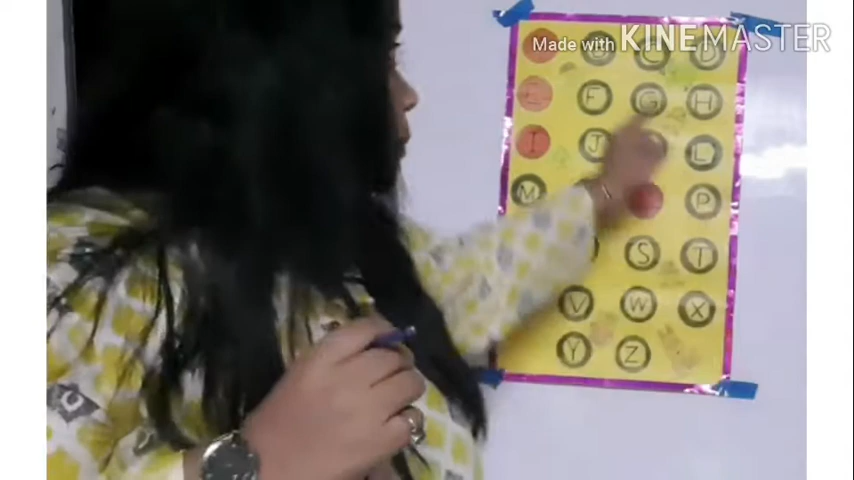 Made with KINEMASTER
B C D
F G H
I J L
M P
S T
V W X
Y Z